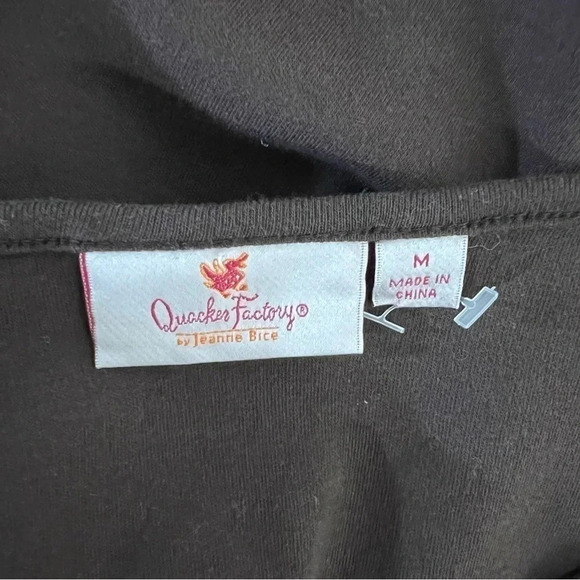 Quacker Factory®
by Jeanne Bice
M
MADE IN
CHINA